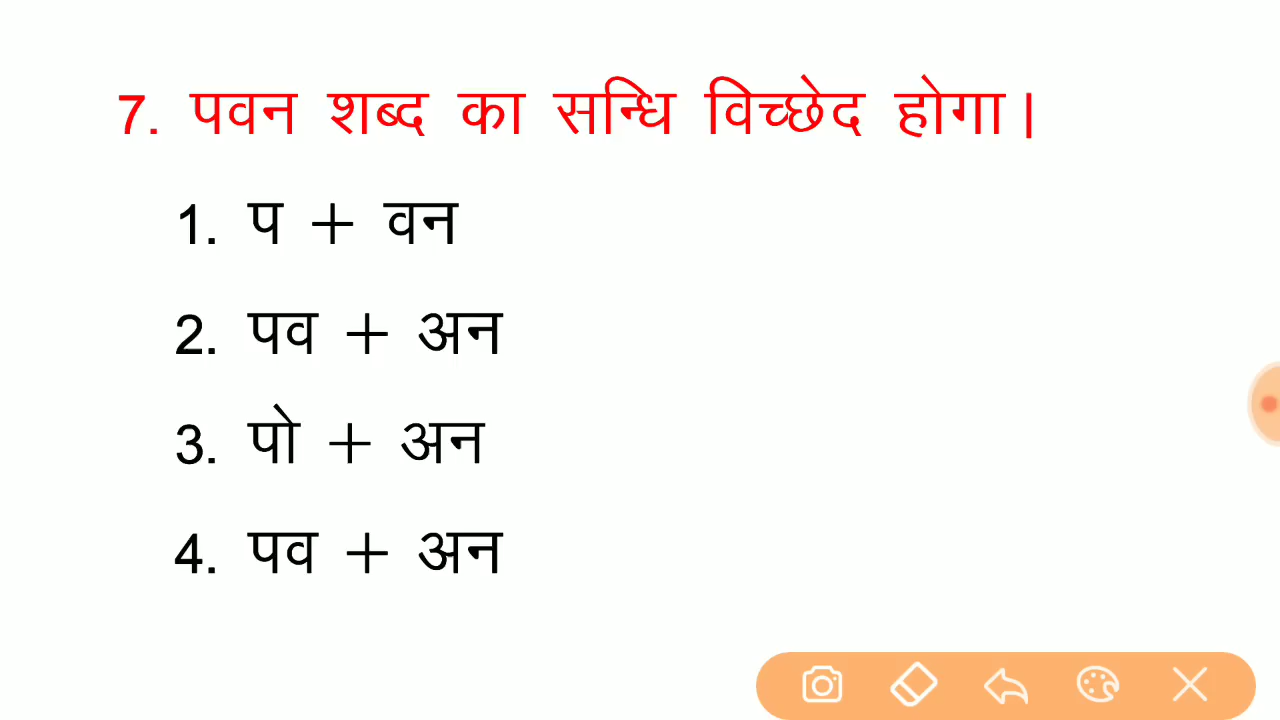 7. पवन शब्द का सन्धि विच्छेद होगा।
1. प + वन
2. पव + अन
3. पो + अन
4. पव + अन